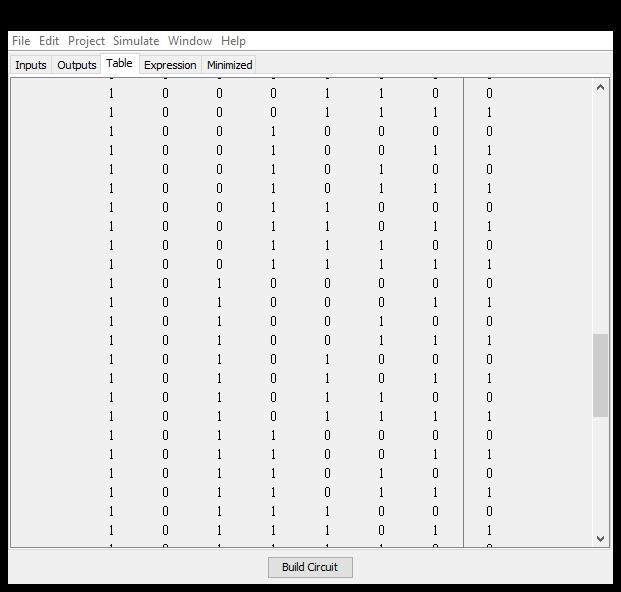 File Edit Project Simulate Window Help
Inputs Outputs Table Expression Minimized
1 0 0 0 1 1 0 0
1 0 0 0 1 1 1 1
1 0 0 1 0 0 0 0
1 0 0 1 0 0 1 1
1 0 0 1 0 1 0 0
1 0 0 1 0 1 1 1
1 0 0 1 1 0 0 0
1 0 0 1 1 0 1 1
1 0 0 1 1 1 0 0
1 0 0 1 1 1 1 1
1 0 1 0 0 0 0 0
1 0 1 0 0 0 1 1
1 0 1 0 0 1 0 0
1 0 1 0 0 1 1 1
1 0 1 0 1 0 0 0
1 0 1 0 1 0 1 1
1 0 1 0 1 1 0 0
1 0 1 0 1 1 1 1
1 0 1 1 0 0 0 0
1 0 1 1 0 0 1 1
1 0 1 1 0 1 0 0
1 0 1 1 0 1 1 1
1 0 1 1 1 0 0 0
1 0 1 1 1 0 1 1
Build Circuit